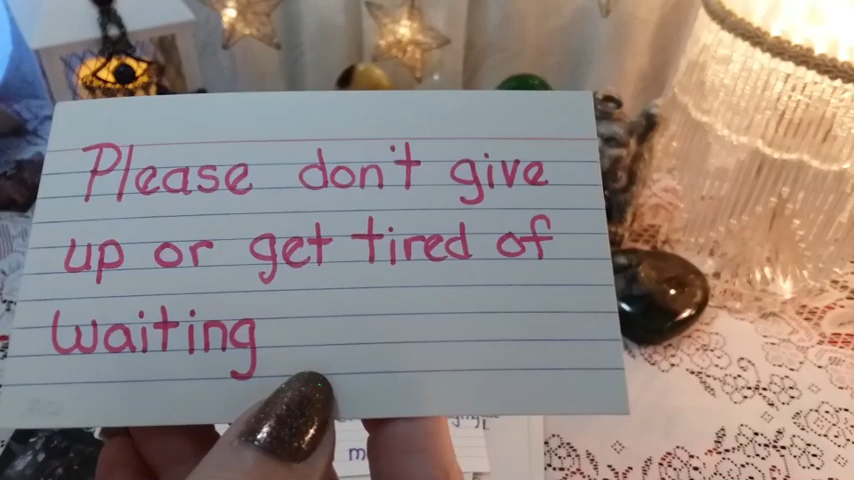 Please don't give
up or get tired of
waiting